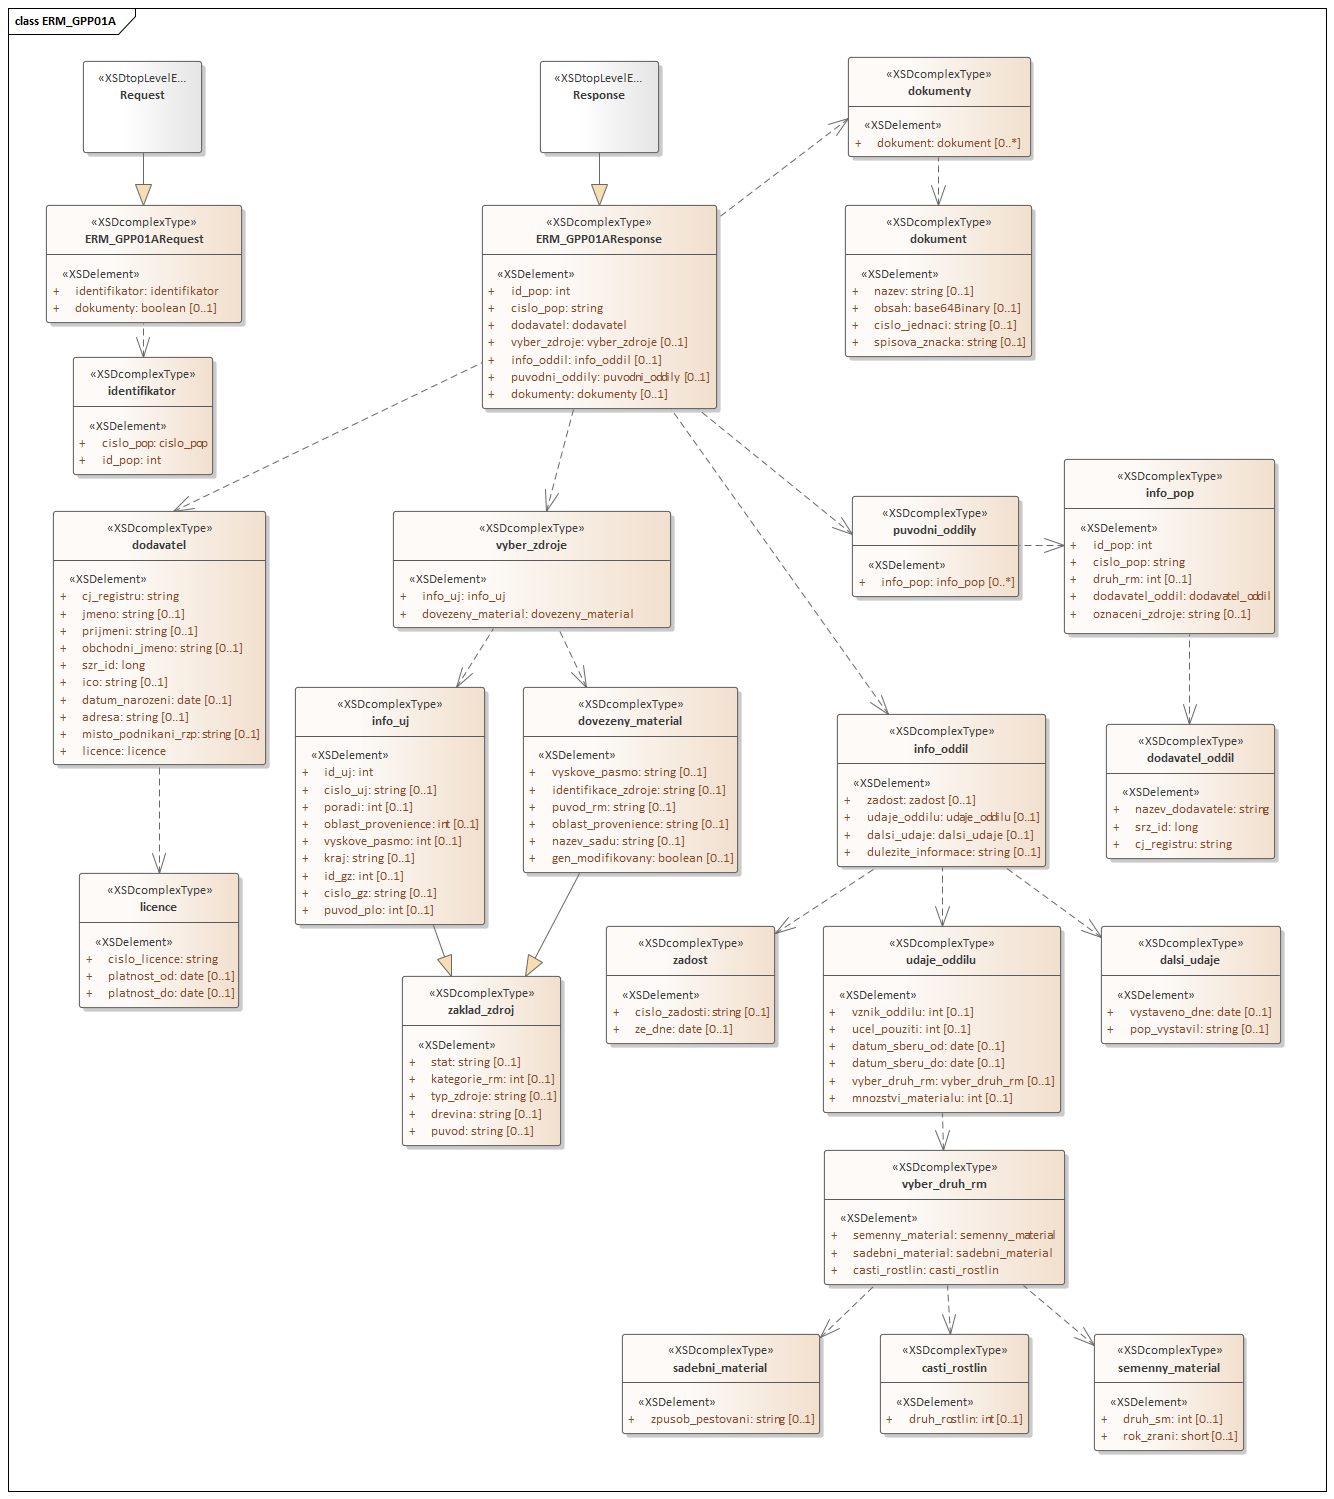 class ERM_GPP01A
«XSDtopLevelE...
Request
«XSDtopLevelE...
Response
«XSDcomplexType»
dokumenty
«XSDelement»
+ dokument: dokument [0..*]
«XSDcomplexType»
ERM_GPP01ARequest
«XSDelement»
+ identifikator: identifikator
+ dokumenty: boolean [0..1]
«XSDcomplexType»
ERM_GPP01AResponse
«XSDelement»
+ id_pop: int
+ cislo_pop: string
+ dodavatel: dodavatel
+ vyber_zdroje: vyber_zdroje [0..1]
+ info_oddil: info_oddil [0..1]
+ puvodni_oddily: puvodni_oddily [0..1]
+ dokumenty: dokumenty [0..1]
«XSDcomplexType»
dokument
«XSDelement»
+ nazev: string [0..1]
+ obsah: base64Binary [0..1]
+ cislo_jednaci: string [0..1]
+ spisova_znacka: string [0..1]
«XSDcomplexType»
identifikator
«XSDelement»
+ cislo_pop: cislo_pop
+ id_pop: int
«XSDcomplexType»
dodavatel
«XSDelement»
+ cj_registru: string
+ jmeno: string [0..1]
+ prijmeni: string [0..1]
+ obchodni_jmeno: string [0..1]
+ szr_id: long
+ ico: string [0..1]
+ datum_narozeni: date [0..1]
+ adresa: string [0..1]
+ misto_podnikani_rzp: string [0..1]
+ licence: licence
«XSDcomplexType»
vyber_zdroje
«XSDelement»
+ info_uj: info_uj
+ dovezeny_material: dovezeny_material
«XSDcomplexType»
puvodni_oddily
«XSDelement»
+ info_pop: info_pop [0..*]
«XSDcomplexType»
info_pop
«XSDelement»
+ id_pop: int
+ cislo_pop: string
+ druh_rm: int [0..1]
+ dodavatel_oddil: dodavatel_oddil
+ oznaceni_zdroje: string [0..1]
«XSDcomplexType»
info_uj
«XSDelement»
+ id_uj: int
+ cislo_uj: string [0..1]
+ poradi: int [0..1]
+ oblast_provenience: int [0..1]
+ vyskove_pasmo: int [0..1]
+ kraj: string [0..1]
+ id_gz: int [0..1]
+ cislo_gz: string [0..1]
+ puvod_plo: int [0..1]
«XSDcomplexType»
dovezeny_material
«XSDelement»
+ vyskove_pasmo: string [0..1]
+ identifikace_zdroje: string [0..1]
+ puvod_rm: string [0..1]
+ oblast_provenience: string [0..1]
+ nazev_sadu: string [0..1]
+ gen_modifikovany: boolean [0..1]
«XSDcomplexType»
info_oddil
«XSDelement»
+ zadost: zadost [0..1]
+ udaje_oddilu: udaje_oddilu [0..1]
+ dalsi_udaje: dalsi_udaje [0..1]
+ dulezite_informace: string [0..1]
«XSDcomplexType»
dodavatel_oddil
«XSDelement»
+ nazev_dodavatele: string
+ srz_id: long
+ cj_registru: string
«XSDcomplexType»
licence
«XSDelement»
+ cislo_licence: string
+ platnost_od: date [0..1]
+ platnost_do: date [0..1]
«XSDcomplexType»
zaklad_zdroj
«XSDelement»
+ stat: string [0..1]
+ kategorie_rm: int [0..1]
+ typ_zdroje: string [0..1]
+ drevina: string [0..1]
+ puvod: string [0..1]
«XSDcomplexType»
zadost
«XSDelement»
+ cislo_zadosti: string [0..1]
+ ze_dne: date [0..1]
«XSDcomplexType»
udaje_oddilu
«XSDelement»
+ vznik_oddilu: int [0..1]
+ ucel_pouziti: int [0..1]
+ datum_sberu_od: date [0..1]
+ datum_sberu_do: date [0..1]
+ vyber_druh_rm: vyber_druh_rm [0..1]
+ mnozstvi_materialu: int [0..1]
«XSDcomplexType»
dalsi_udaje
«XSDelement»
+ vystaveno_dne: date [0..1]
+ pop_vystavil: string [0..1]
«XSDcomplexType»
vyber_druh_rm
«XSDelement»
+ semenny_material: semenny_material
+ sadebni_material: sadebni_material
+ casti_rostlin: casti_rostlin
«XSDcomplexType»
sadebni_material
«XSDelement»
+ zpusob_pestovani: string [0..1]
«XSDcomplexType»
casti_rostlin
«XSDelement»
+ druh_rostlin: int [0..1]
«XSDcomplexType»
semenny_material
«XSDelement»
+ druh_sm: int [0..1]
+ rok_zrani: short [0..1]